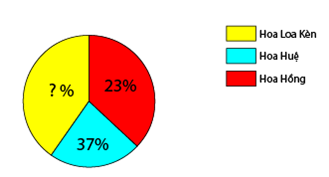 Hoa Loa Kèn
Hoa Huệ
Hoa Hồng
? %
23%
37%